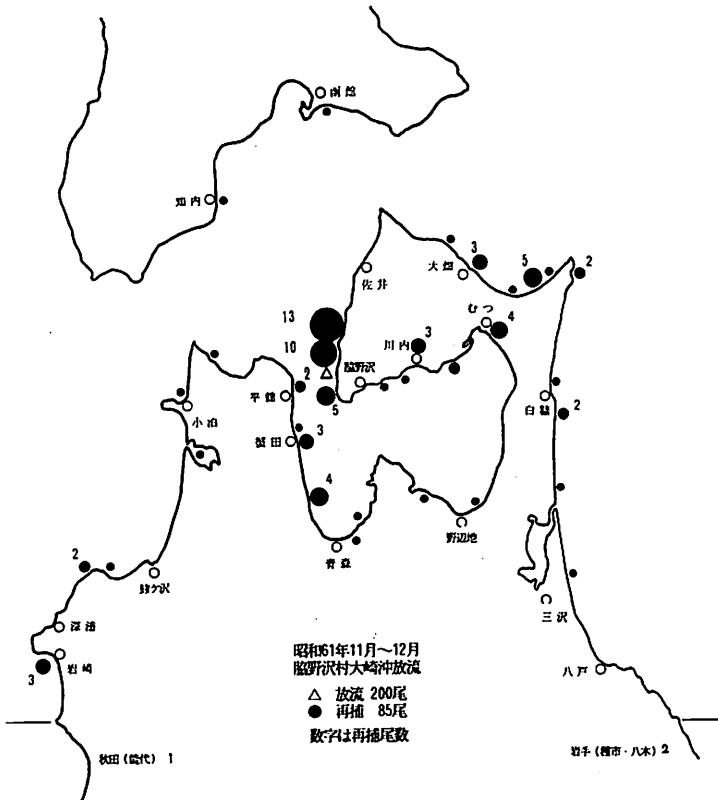 函館
知内
大畑
3
5
2
佐井
むつ
4
13
10
川内
3
脇野沢
2
平舘
5
小泊
白糠
2
蟹田
3
4
野辺地
青森
2
鰺ケ沢
三沢
深浦
岩崎
3
八戸
昭和61年11月〜12月
脇野沢村大崎沖放流
△ 放流 200尾
● 再捕 85尾
数字は再捕尾数
秋田(能代) 1
岩手(種市・八木) 2